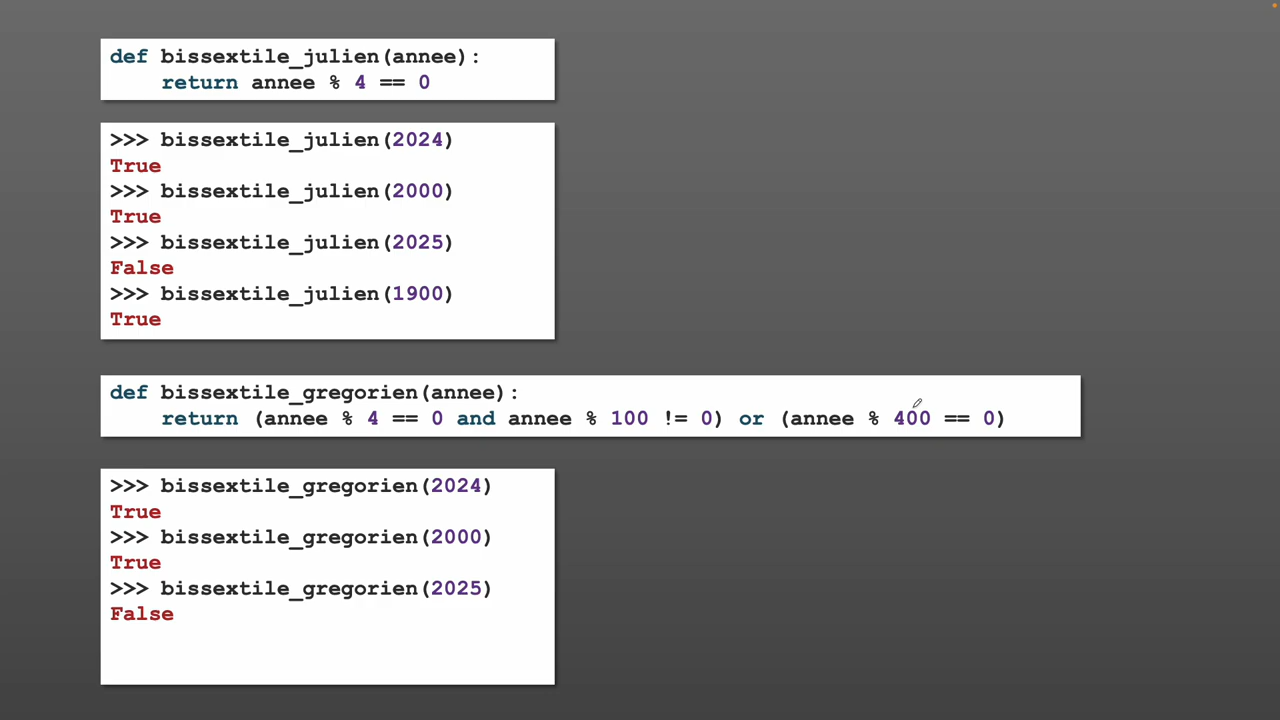 def bissextile_julien(annee):
    return annee % 4 == 0
>>> bissextile_julien(2024)
True
>>> bissextile_julien(2000)
True
>>> bissextile_julien(2025)
False
>>> bissextile_julien(1900)
True
def bissextile_gregorien(annee):
    return (annee % 4 == 0 and annee % 100 != 0) or (annee % 400 == 0)
>>> bissextile_gregorien(2024)
True
>>> bissextile_gregorien(2000)
True
>>> bissextile_gregorien(2025)
False